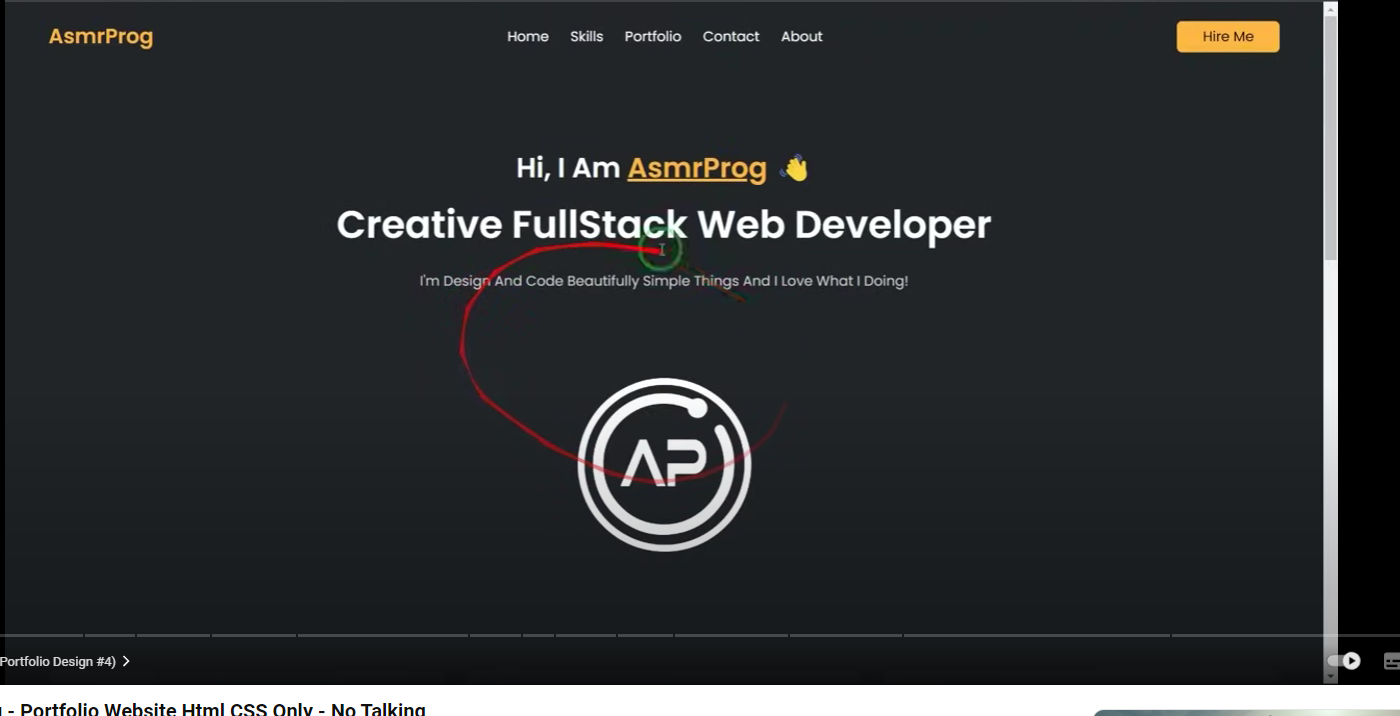 AsmrProg Home Skills Portfolio Contact About Hire Me
Hi, I Am AsmrProg 👋
Creative FullStack Web Developer
I'm Design And Code Beautifully Simple Things And I Love What I Doing!
AP
Portfolio Design #4)
- Portfolio Website Html CSS Only - No Talking